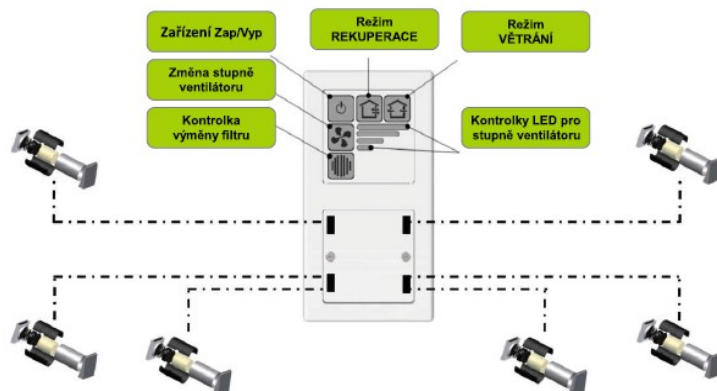 Zařízení Zap/Vyp
Režim
REKUPERACE
Režim
VĚTRÁNÍ
Změna stupně
ventilátoru
Kontrolka
výměny filtru
Kontrolky LED pro
stupně ventilátoru